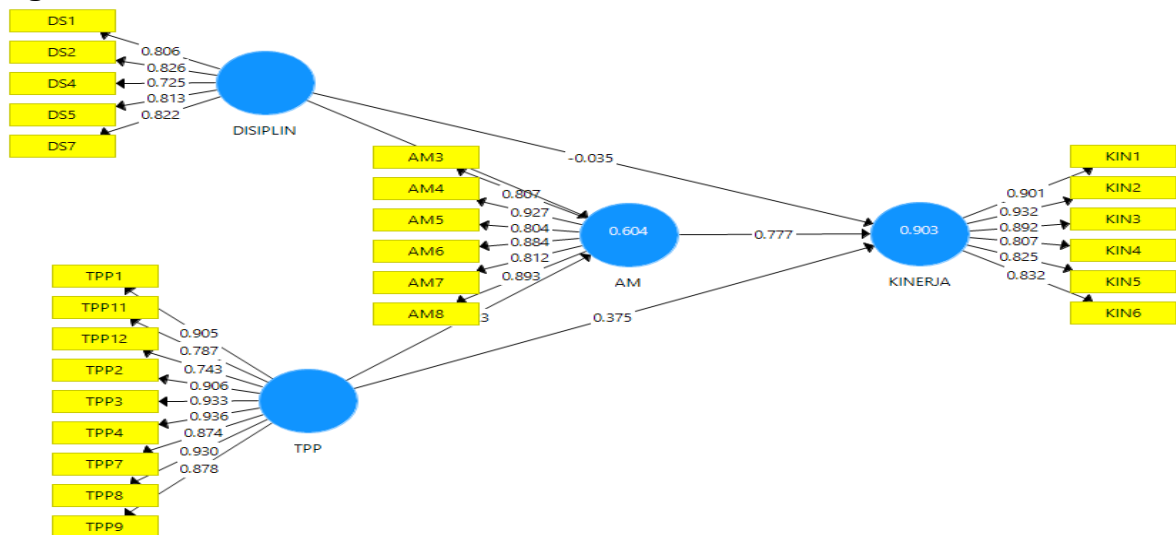 DS1
DS2
DS4
DS5
DS7
0.806
0.826
0.725
0.813
0.822
DISIPLIN
-0.035
AM3
AM4
AM5
AM6
AM7
AM8
0.807
0.927
0.804
0.884
0.812
0.893
0.604
AM
0.777
3
0.375
KIN1
KIN2
KIN3
KIN4
KIN5
KIN6
0.901
0.932
0.892
0.807
0.825
0.832
0.903
KINERJA
TPP1
TPP11
TPP12
TPP2
TPP3
TPP4
TPP7
TPP8
TPP9
0.905
0.787
0.743
0.906
0.933
0.936
0.874
0.930
0.878
TPP